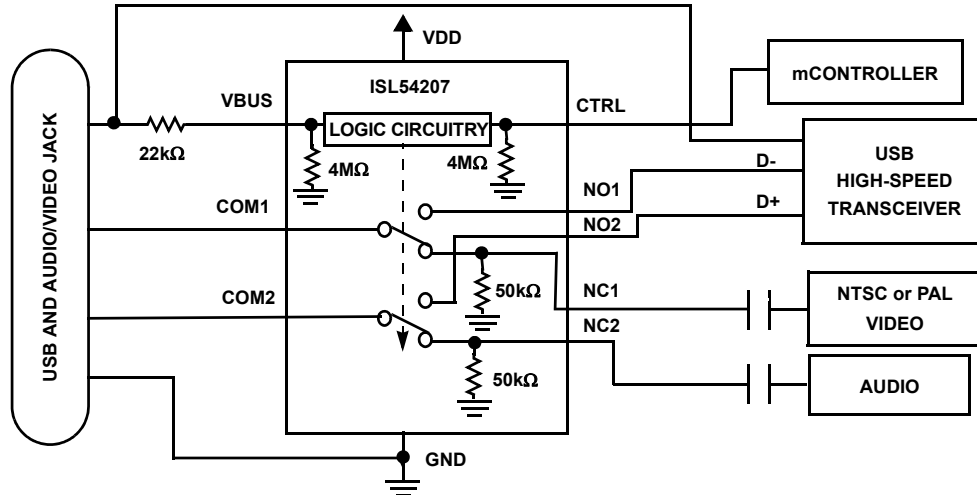 VDD
mCONTROLLER
ISL54207
VBUS
CTRL
LOGIC CIRCUITRY
22kΩ
4MΩ
4MΩ
USB
HIGH-SPEED
TRANSCEIVER
D-
D+
NO1
NO2
COM1
USB AND AUDIO/VIDEO JACK
50kΩ
NC1
NTSC or PAL
VIDEO
COM2
NC2
50kΩ
AUDIO
GND